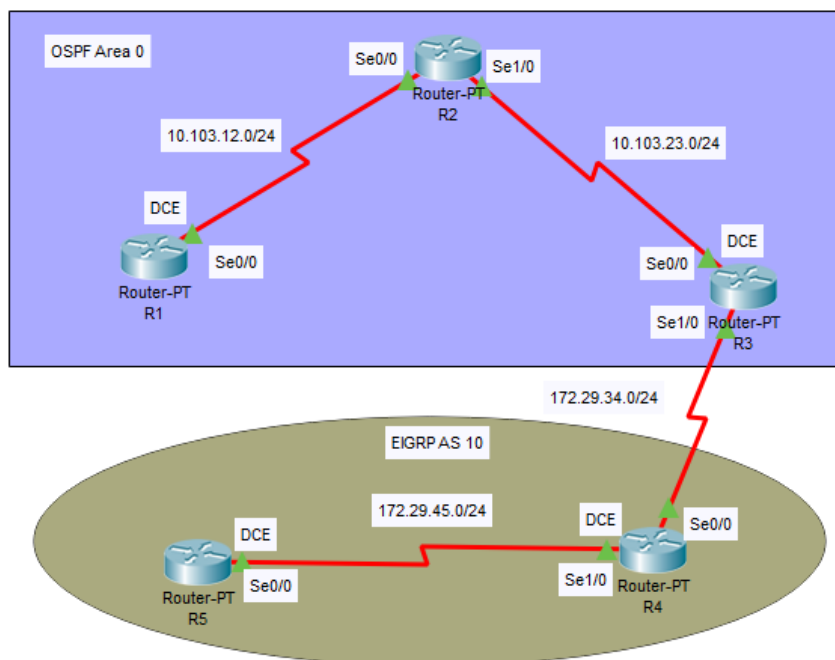 OSPF Area 0
Se0/0
Se1/0
Router-PT
R2
10.103.12.0/24
10.103.23.0/24
DCE
Se0/0
Router-PT
R1
DCE
Se0/0
Se1/0
Router-PT
R3
172.29.34.0/24
EIGRP AS 10
172.29.45.0/24
DCE
Se0/0
Router-PT
R5
DCE
Se0/0
Se1/0
Router-PT
R4